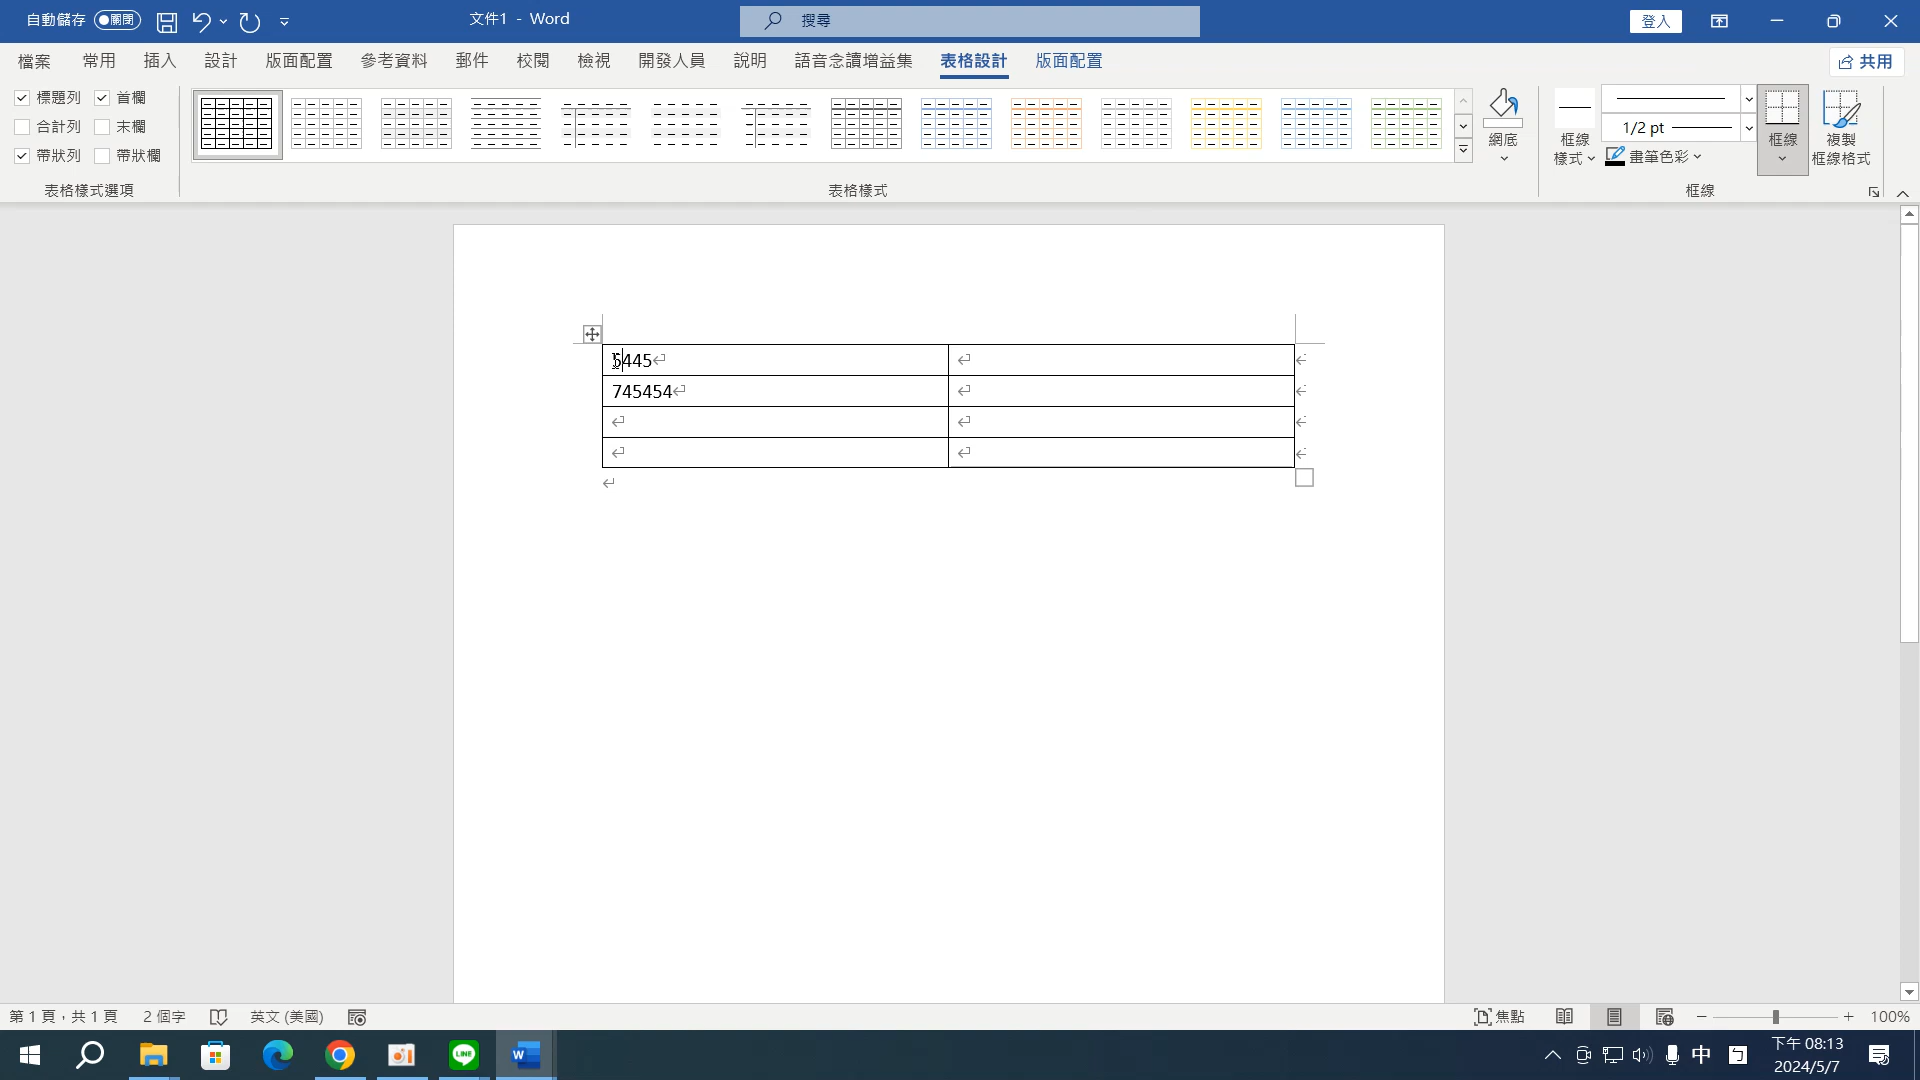 自動儲存 關閉 文件1 - Word 搜尋 登入
檔案 常用 插入 設計 版面配置 參考資料 郵件 校閱 檢視 開發人員 說明 語音念讀增益集 表格設計 版面配置 共用
標題列 首欄
合計列 末欄
帶狀列 帶狀欄
表格樣式選項
表格樣式
網底
框線
樣式
1/2 pt
畫筆色彩
框線
複製
框線格式
框線
5445
745454
第 1 頁，共 1 頁 2 個字 英文 (美國) 焦點 100%
LINE W 中 下午 08:13
2024/5/7